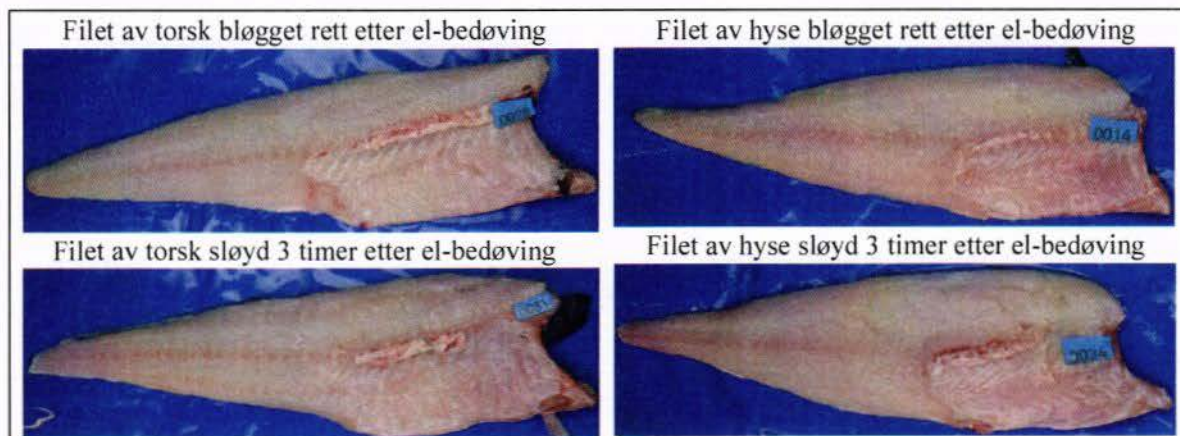 Filet av torsk bløgget rett etter el-bedøving
Filet av hyse bløgget rett etter el-bedøving
0014
Filet av torsk sløyd 3 timer etter el-bedøving
Filet av hyse sløyd 3 timer etter el-bedøving